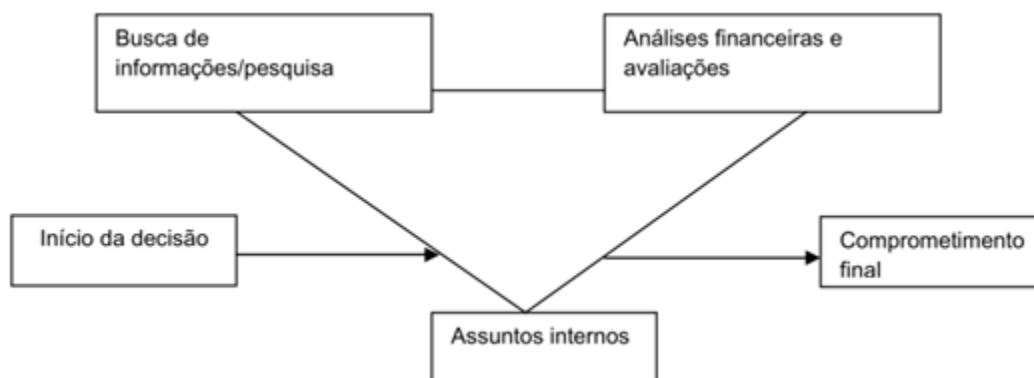 Busca de
informações/pesquisa
Análises financeiras e
avaliações
Início da decisão
Comprometimento
final
Assuntos internos